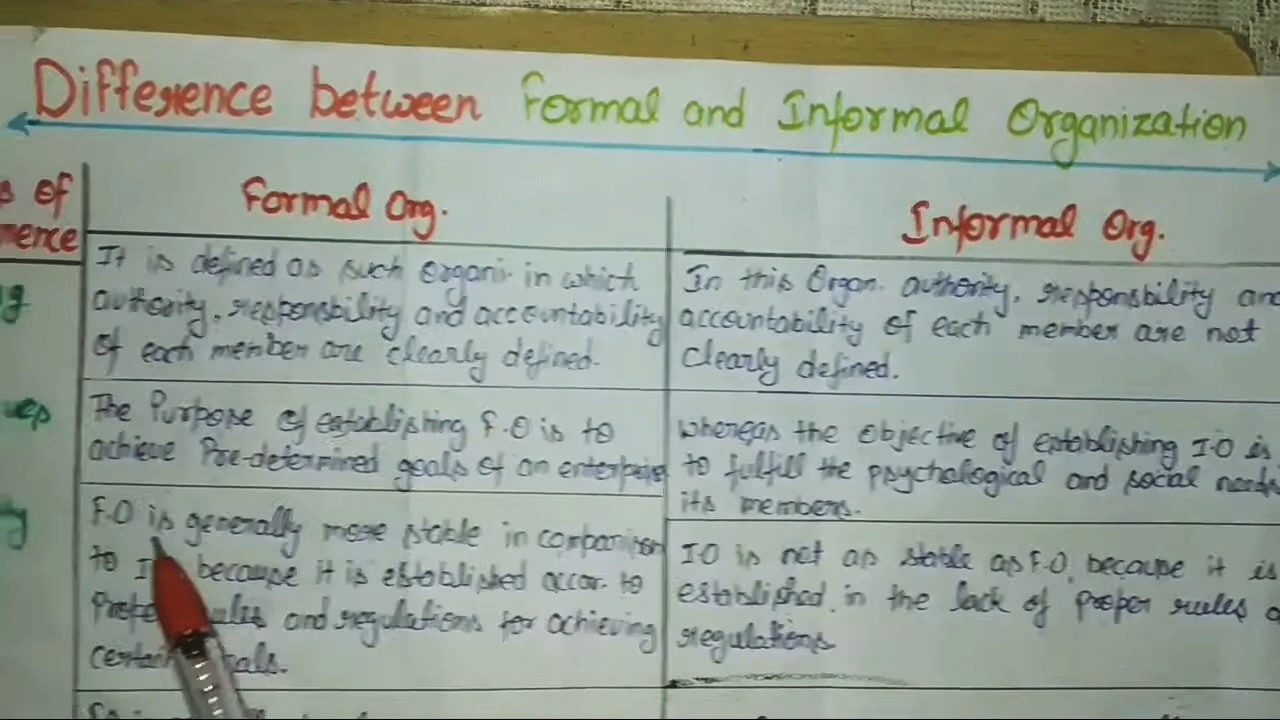 Difference between Formal and Informal Organization
Formal Org.
Informal Org.
It is defined as such organi. in which
authority, responsibility and accountability
of each member are clearly defined.
In this Organ. authority, responsibility and
accountability of each member are not
clearly defined.
The Purpose of establishing F.O is to
achieve Pre-determined goals of an enterprise
whereas the objective of establishing I.O is
to fulfill the psychological and social needs
its members.
F.O is generally more stable in comparison
to because it is established accor. to
and regulations for achieving
I.O is not as stable as F.O, because it is
established in the lack of proper rules
regulations